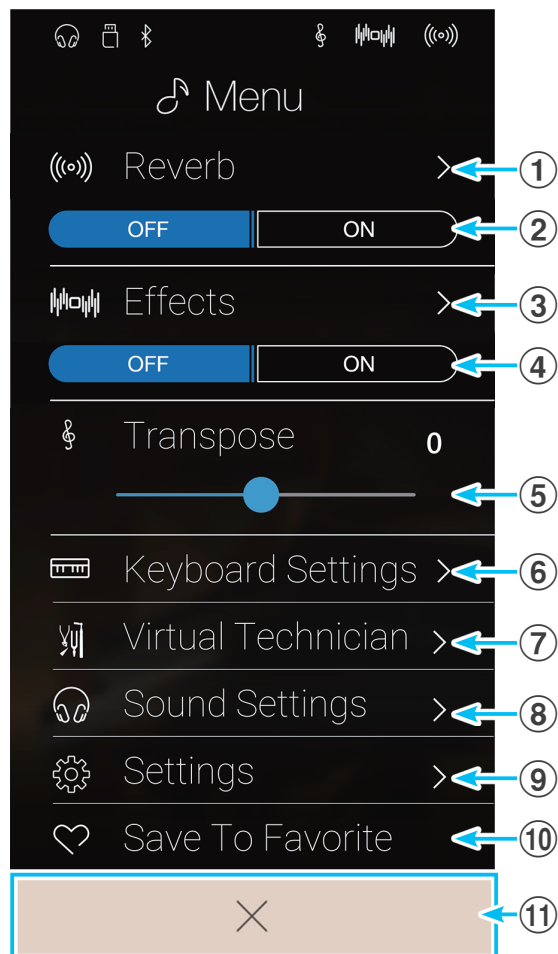 Menu
Reverb
①
OFF ON
②
Effects
③
OFF ON
④
Transpose 0
⑤
Keyboard Settings
⑥
Virtual Technician
⑦
Sound Settings
⑧
Settings
⑨
Save To Favorite
⑩
⑪